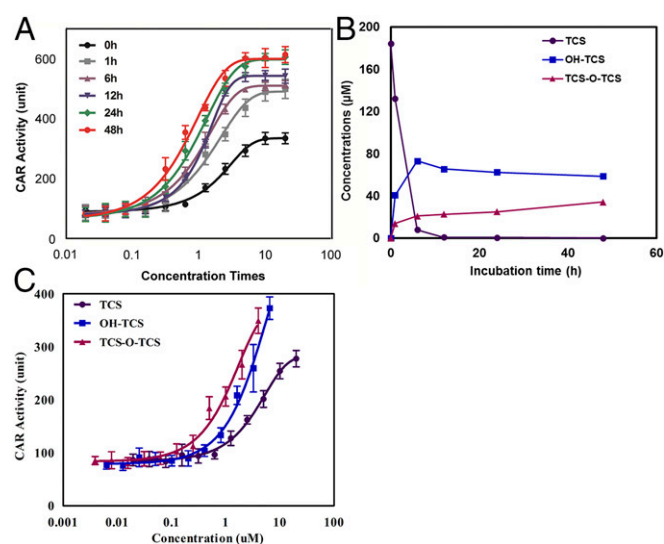 A
0h
1h
6h
12h
24h
48h
600
400
200
0
CAR Activity (unit)
0.01
0.1
1
10
100
Concentration Times
B
TCS
OH-TCS
TCS-O-TCS
200
160
120
80
40
0
Concentrations (µM)
0
20
40
60
Incubation time (h)
C
TCS
OH-TCS
TCS-O-TCS
400
300
200
100
0
CAR Activity (unit)
0.001
0.01
0.1
1
10
100
Concentration (uM)